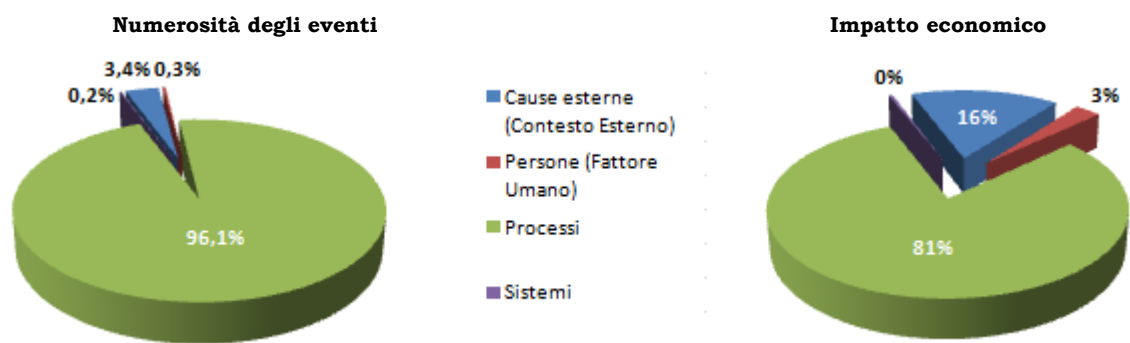 Numerosità degli eventi
3,4% 0,3%
0,2%
96,1%
Cause esterne
(Contesto Esterno)
Persone (Fattore
Umano)
Processi
Sistemi
Impatto economico
0%
16%
3%
81%